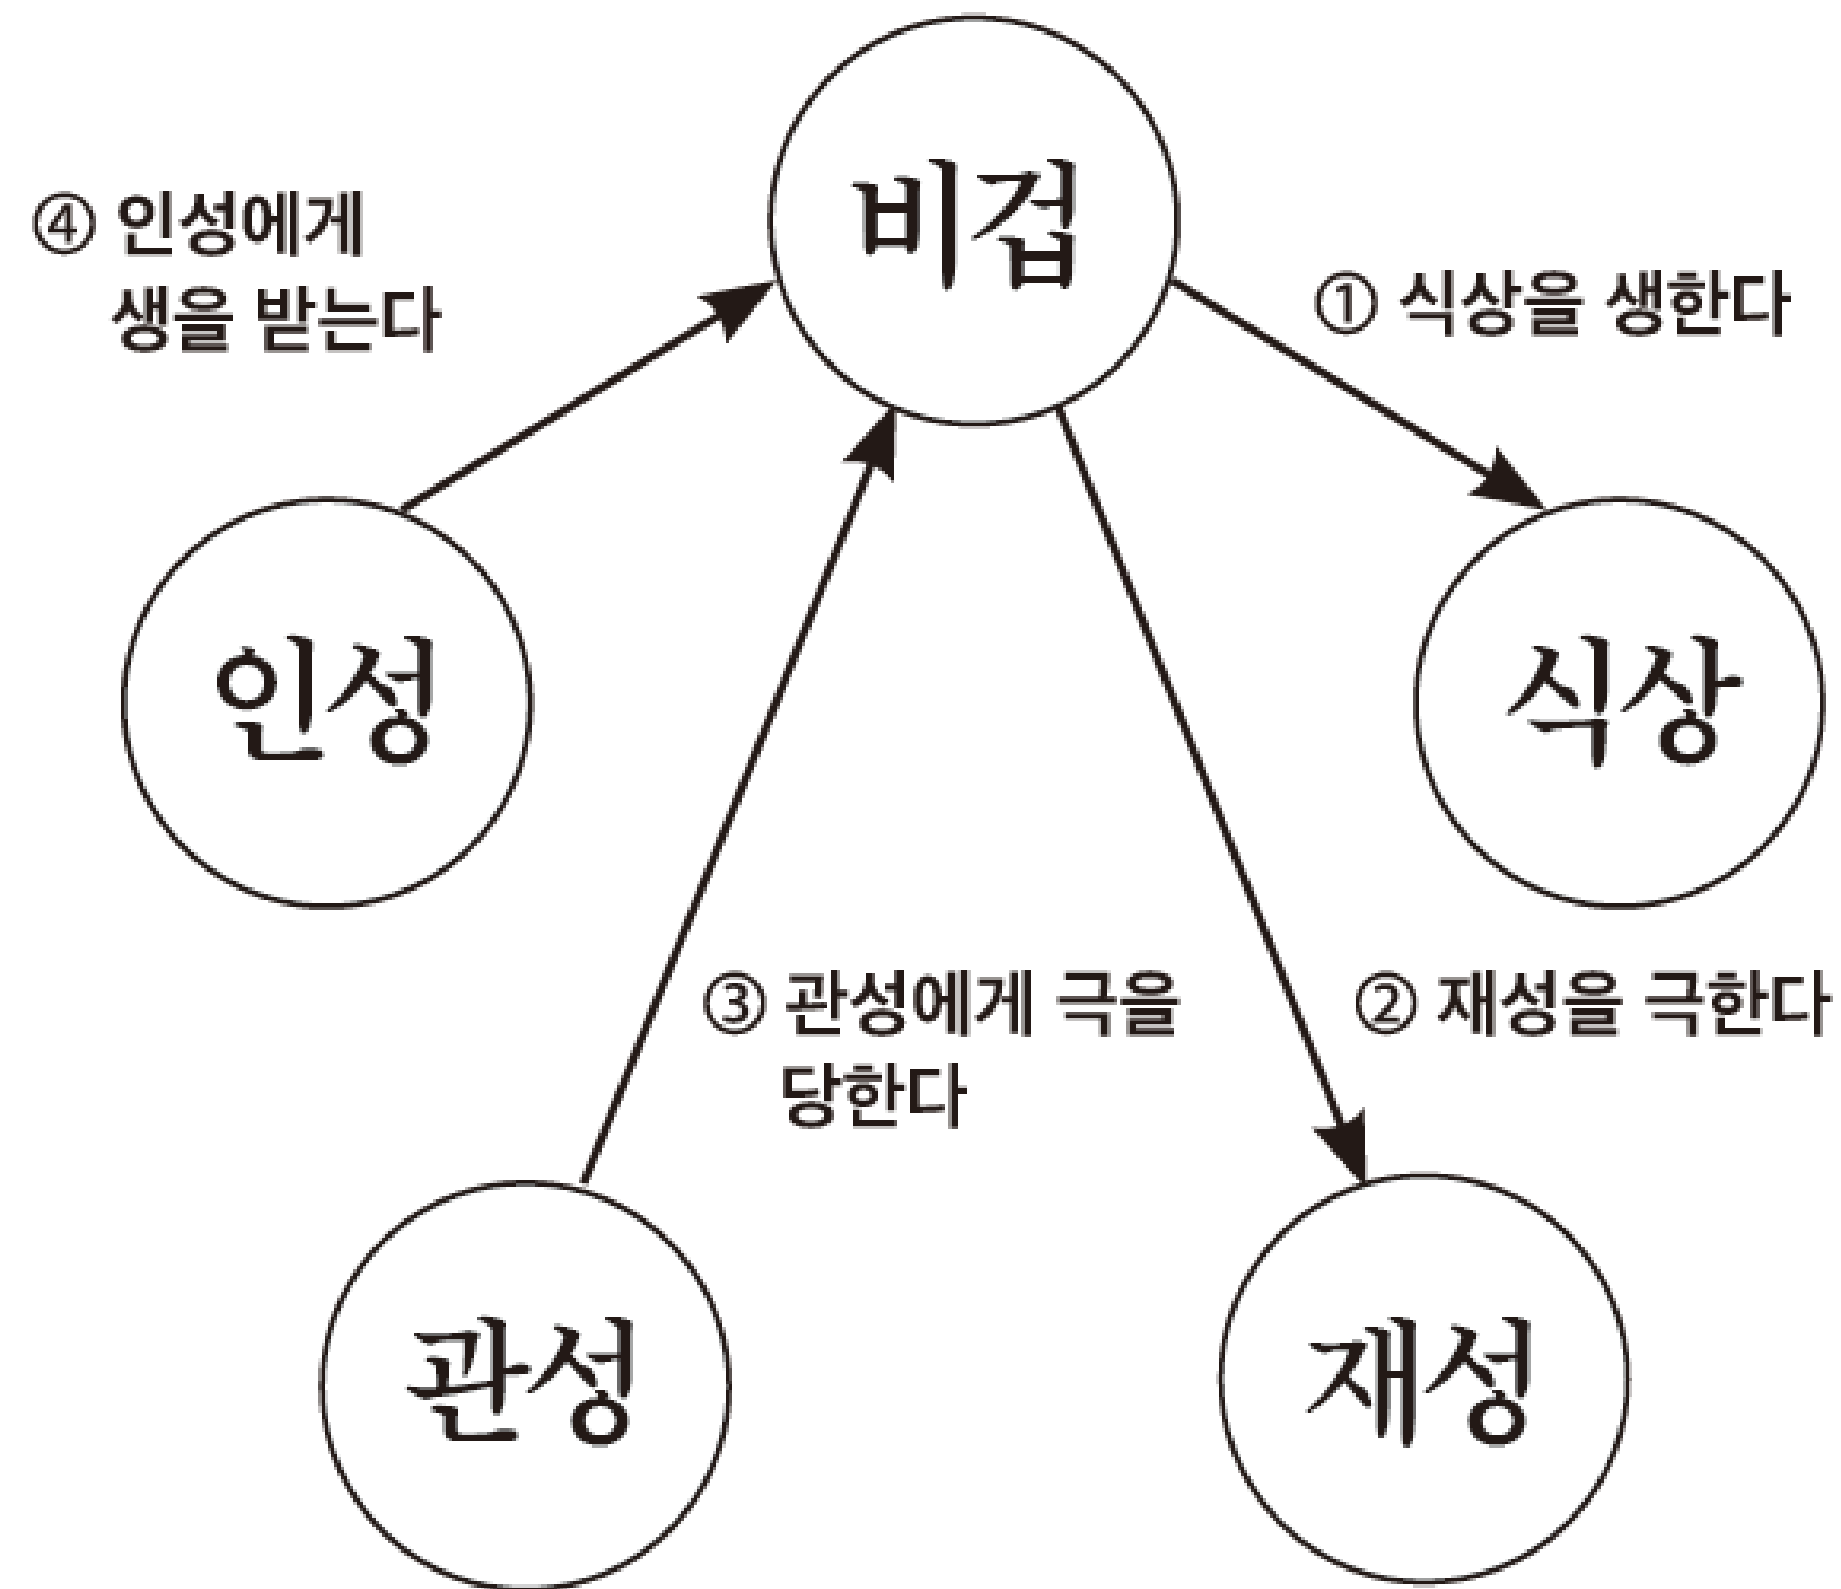 비겁
④ 인성에게
생을 받는다
① 식상을 생한다
인성
식상
③ 관성에게 극을
당한다
② 재성을 극한다
관성
재성